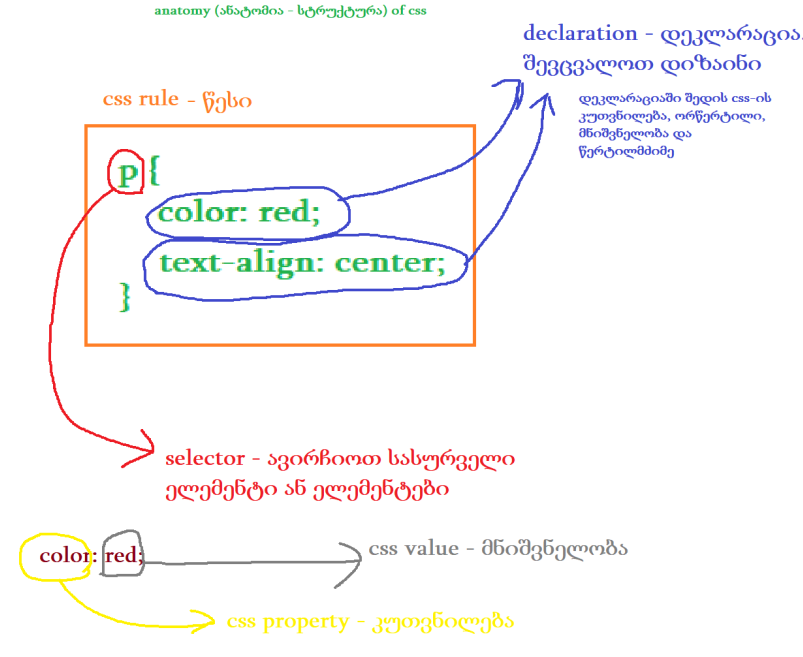 anatomy (ანატომია - სტრუქტურა) of css
declaration - დეკლარაცია.
შევცვალოთ დიზაინი
დეკლარაციაში შედის css-ის
კუთვნილება, ორწერტილი,
მნიშვნელობა და
წერტილმძიმე
css rule - წესი
p {
color: red;
text-align: center;
}
selector - ავირჩიოთ სასურველი
ელემენტი ან ელემენტები
color: red;
css value - მნიშვნელობა
css property - კუთვნილება